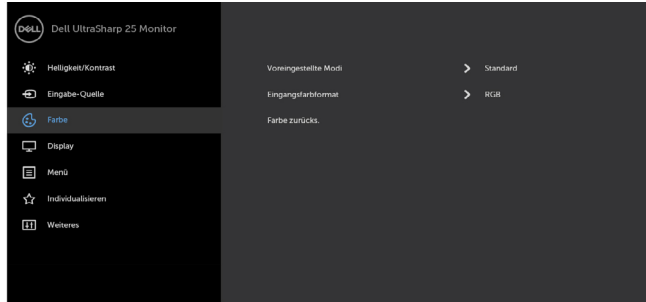 DELL Dell UltraSharp 25 Monitor
Helligkeit/Kontrast Voreingestellte Modi Standard
Eingabe-Quelle Eingangsfarbformat RGB
Farbe Farbe zurücks.
Display
Menü
Individualisieren
Weiteres